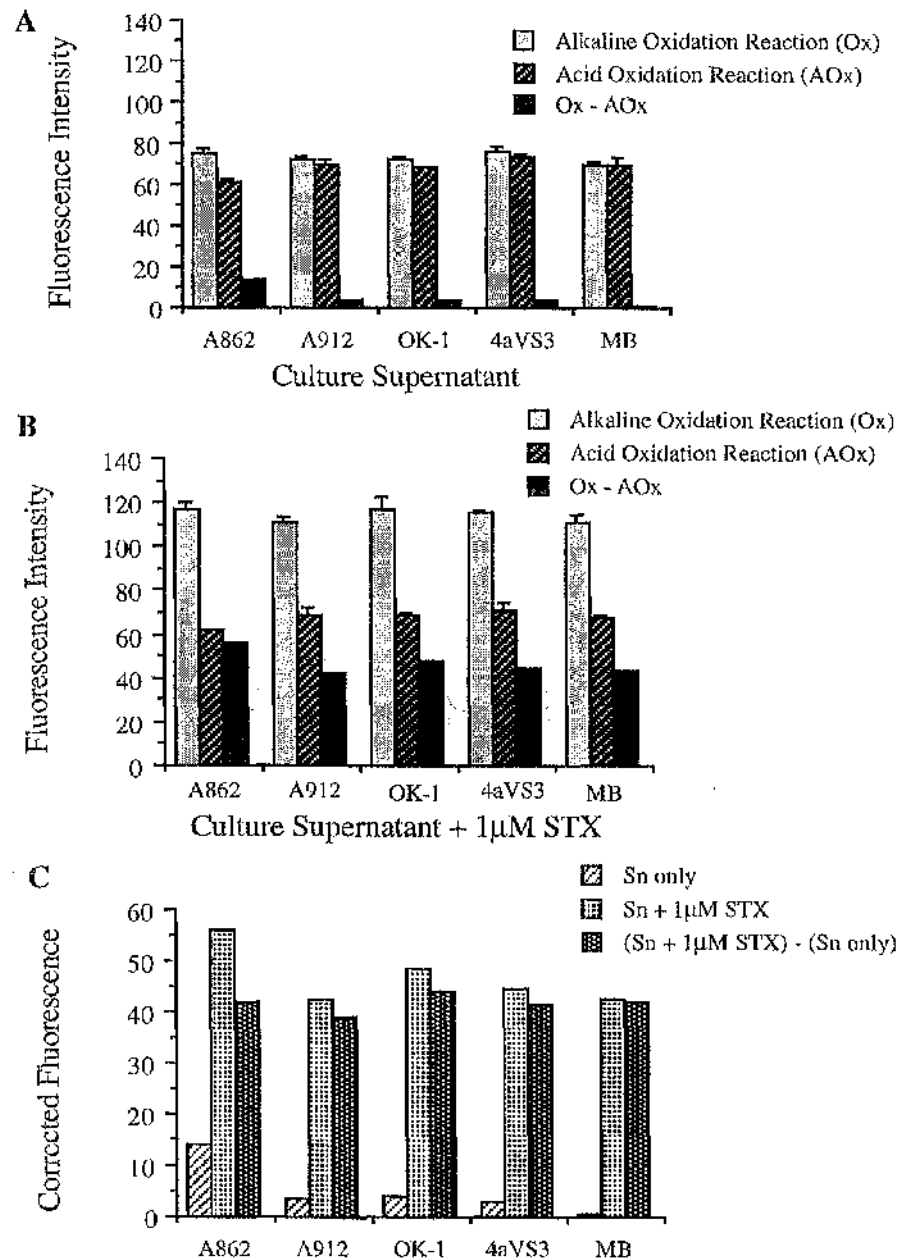 A
Fluorescence Intensity
140
120
100
80
60
40
20
0
Alkaline Oxidation Reaction (Ox)
Acid Oxidation Reaction (AOx)
Ox - AOx
A862 A912 OK-1 4aVS3 MB
Culture Supernatant
B
Fluorescence Intensity
140
120
100
80
60
40
20
0
Alkaline Oxidation Reaction (Ox)
Acid Oxidation Reaction (AOx)
Ox - AOx
A862 A912 OK-1 4aVS3 MB
Culture Supernatant + 1μM STX
C
Corrected Fluorescence
60
50
40
30
20
10
0
Sn only
Sn + 1μM STX
(Sn + 1μM STX) - (Sn only)
A862 A912 OK-1 4aVS3 MB